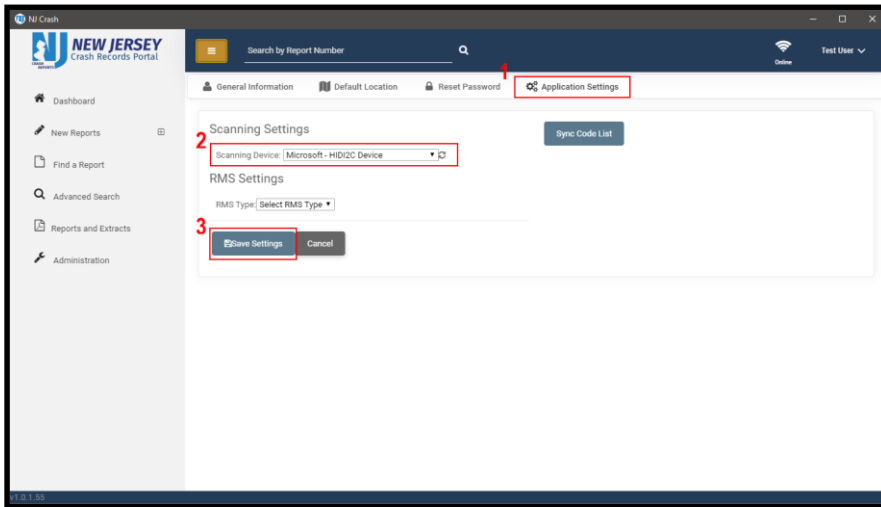 NJ Crash
NEW JERSEY
Crash Records Portal
CRASH
REPORTS
Search by Report Number
Online
Test User
Dashboard
New Reports
Find a Report
Advanced Search
Reports and Extracts
Administration
General Information
Default Location
Reset Password
1
Application Settings
Scanning Settings
Sync Code List
2
Scanning Device: Microsoft - HIDI2C Device
RMS Settings
RMS Type: Select RMS Type
3
Save Settings
Cancel
v1.0.1.55